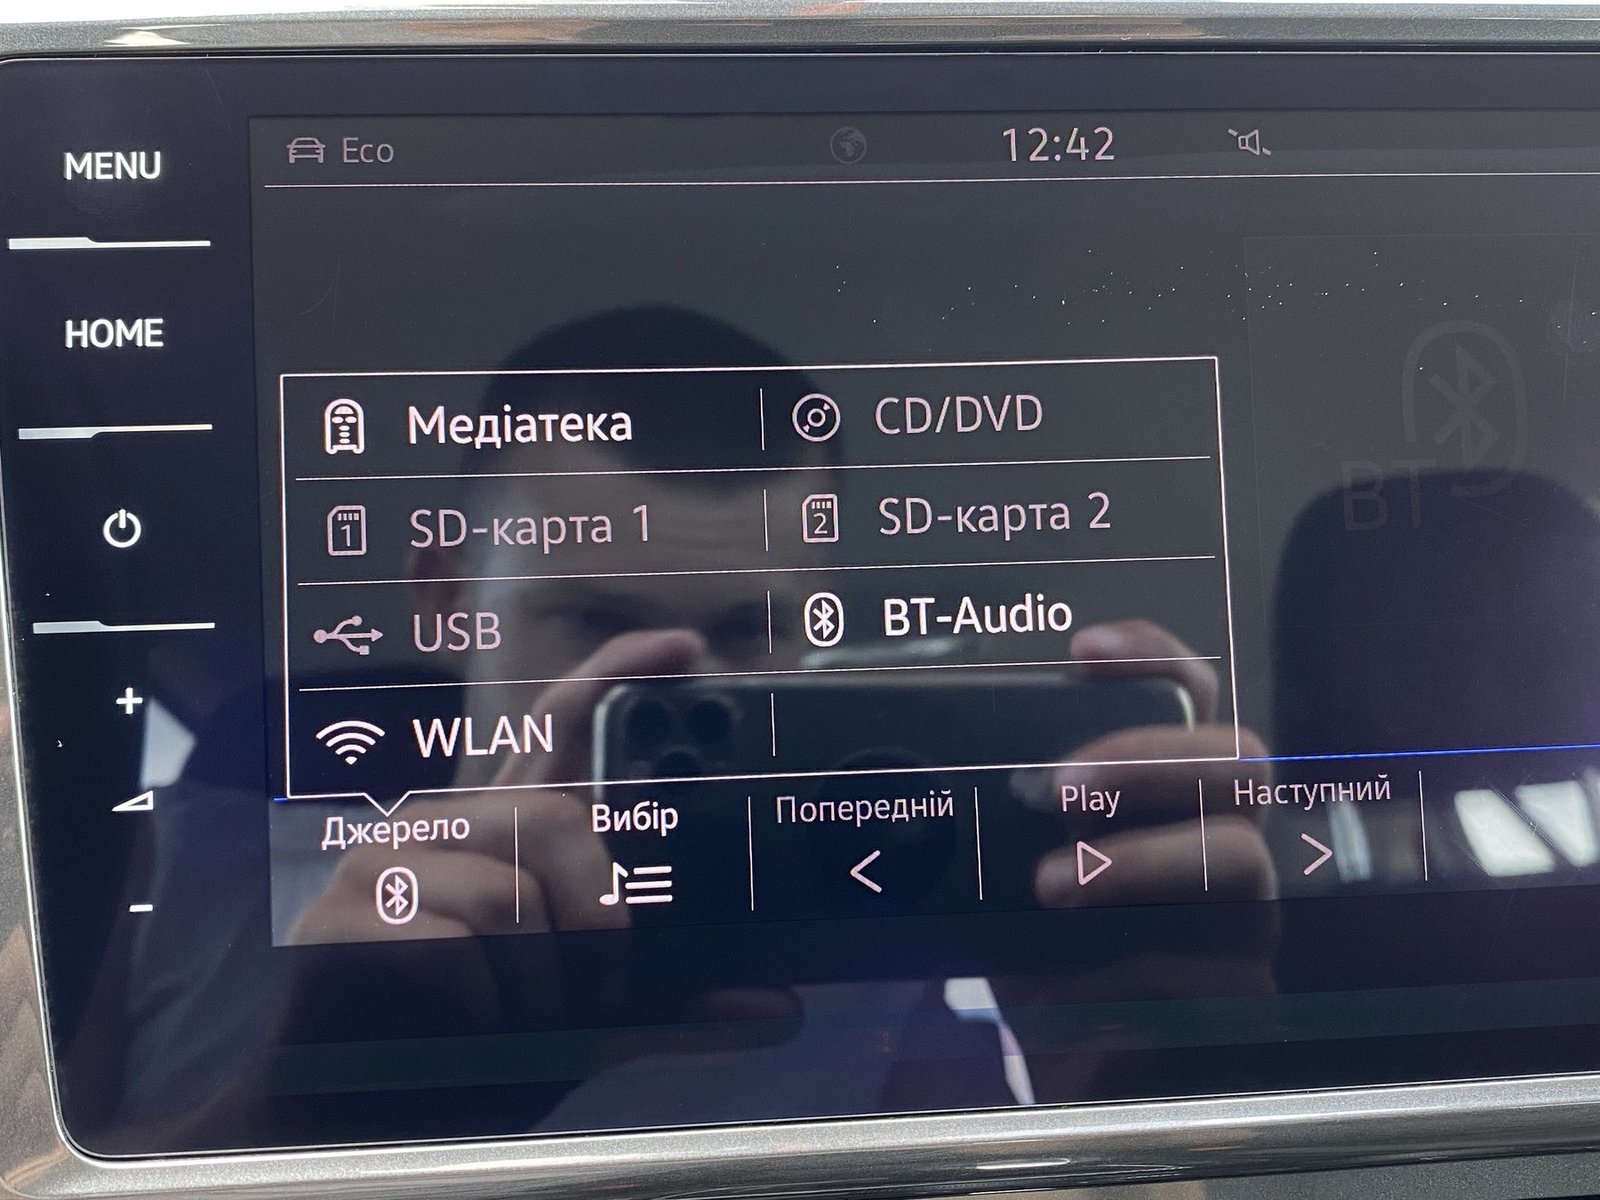 MENU
Eco
12:42
HOME
Медіатека
CD/DVD
SD-карта 1
SD-карта 2
USB
BT-Audio
WLAN
BT
Джерело
Вибір
Попередній
Play
Наступний
+
-